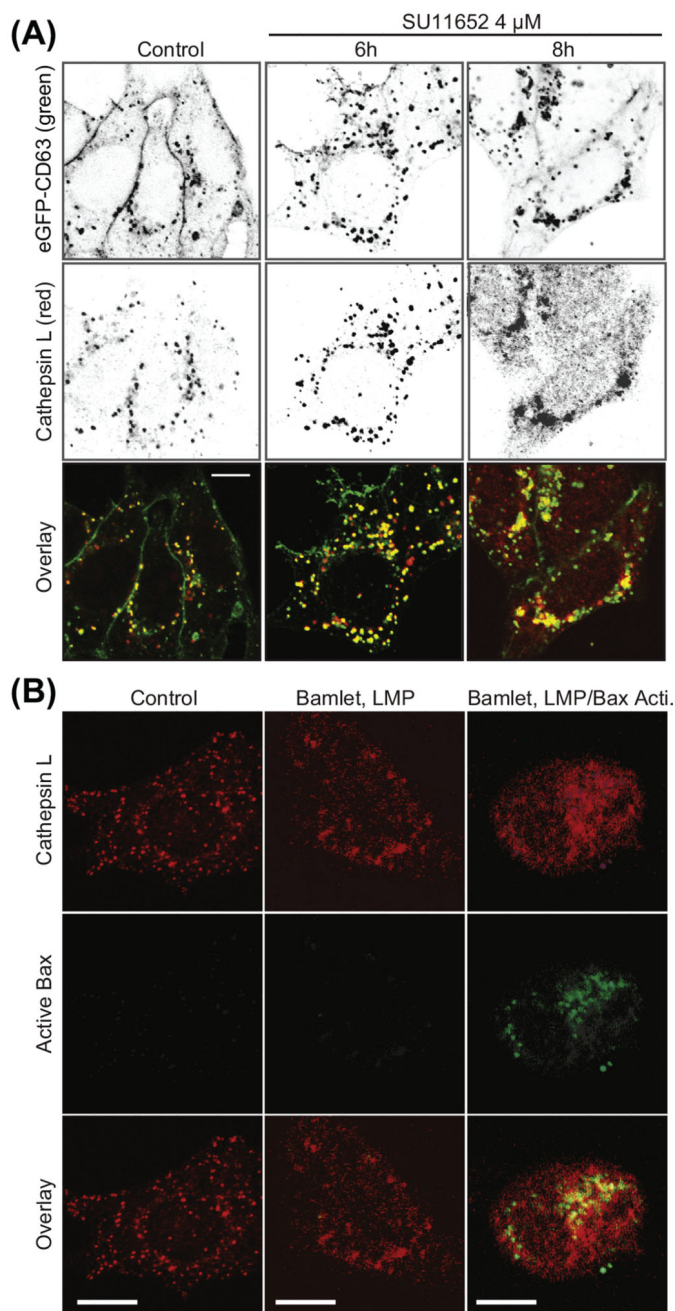 (A)
SU11652 4 µM
Control
6h
8h
eGFP-CD63 (green)
Cathepsin L (red)
Overlay
(B)
Control
Bamlet, LMP
Bamlet, LMP/Bax Acti.
Cathepsin L
Active Bax
Overlay